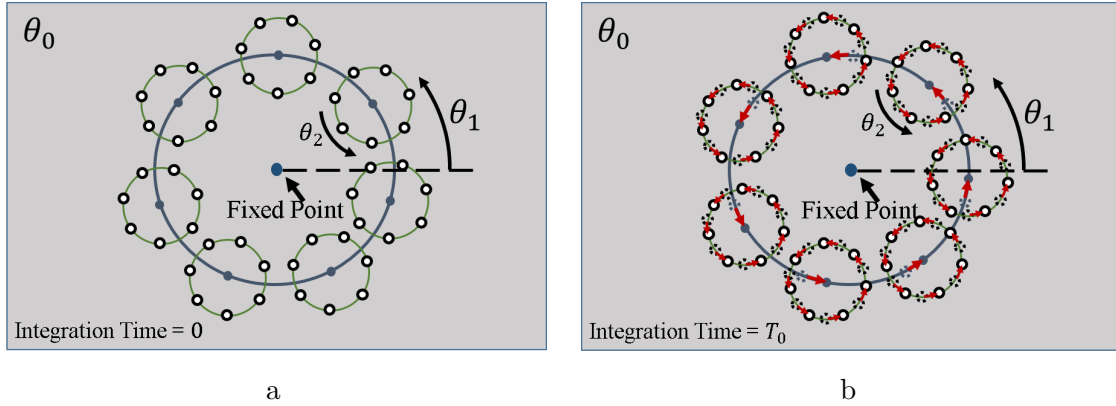 θ₀
θ₁
θ₂
Fixed Point
Integration Time = 0
a
θ₀
θ₁
θ₂
Fixed Point
Integration Time = T₀
b